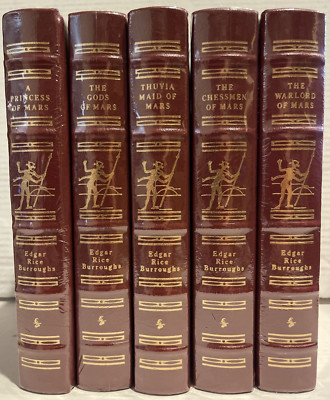 A
PRINCESS
OF MARS
Edgar
Rice
Burroughs
THE
GODS
OF MARS
Edgar
Rice
Burroughs
THUVIA
MAID OF
MARS
Edgar
Rice
Burroughs
THE
CHESSMEN
OF MARS
Edgar
Rice
Burroughs
THE
WARLORD
OF MARS
Edgar
Rice
Burroughs